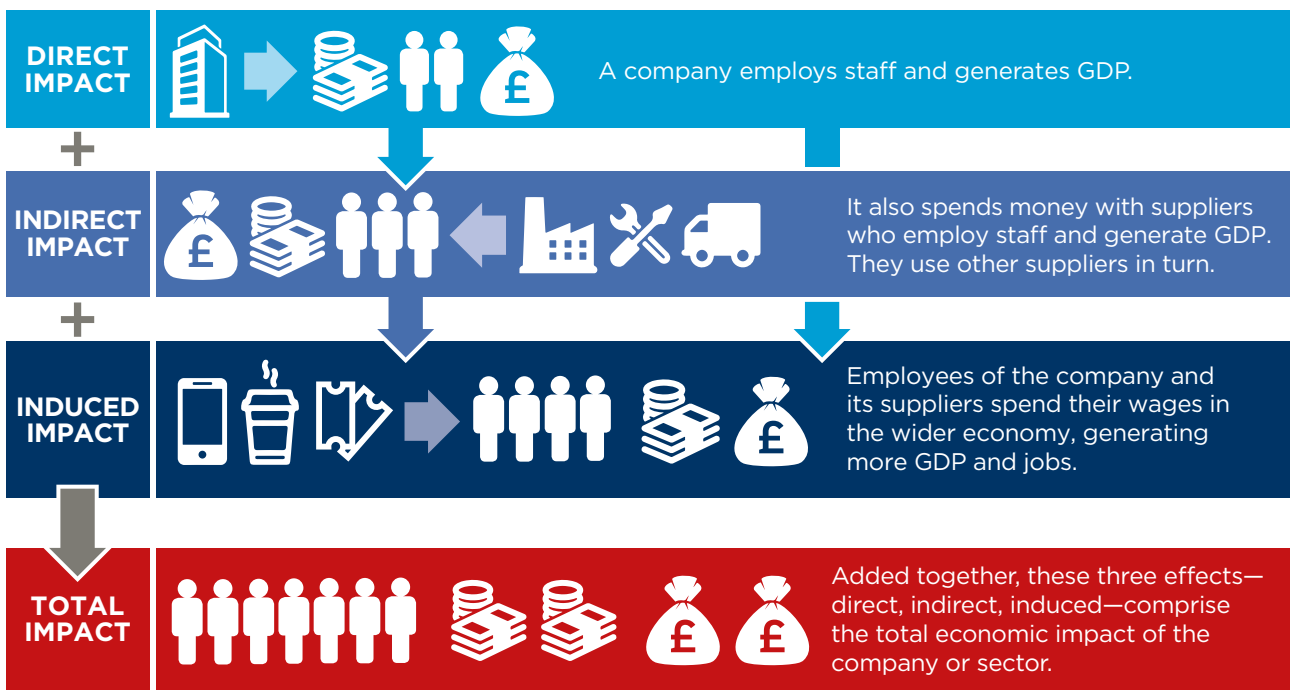 DIRECT
IMPACT
£
A company employs staff and generates GDP.
+
INDIRECT
IMPACT
£
It also spends money with suppliers
who employ staff and generate GDP.
They use other suppliers in turn.
+
INDUCED
IMPACT
£
Employees of the company and
its suppliers spend their wages in
the wider economy, generating
more GDP and jobs.
TOTAL
IMPACT
£ £
Added together, these three effects—
direct, indirect, induced—comprise
the total economic impact of the
company or sector.